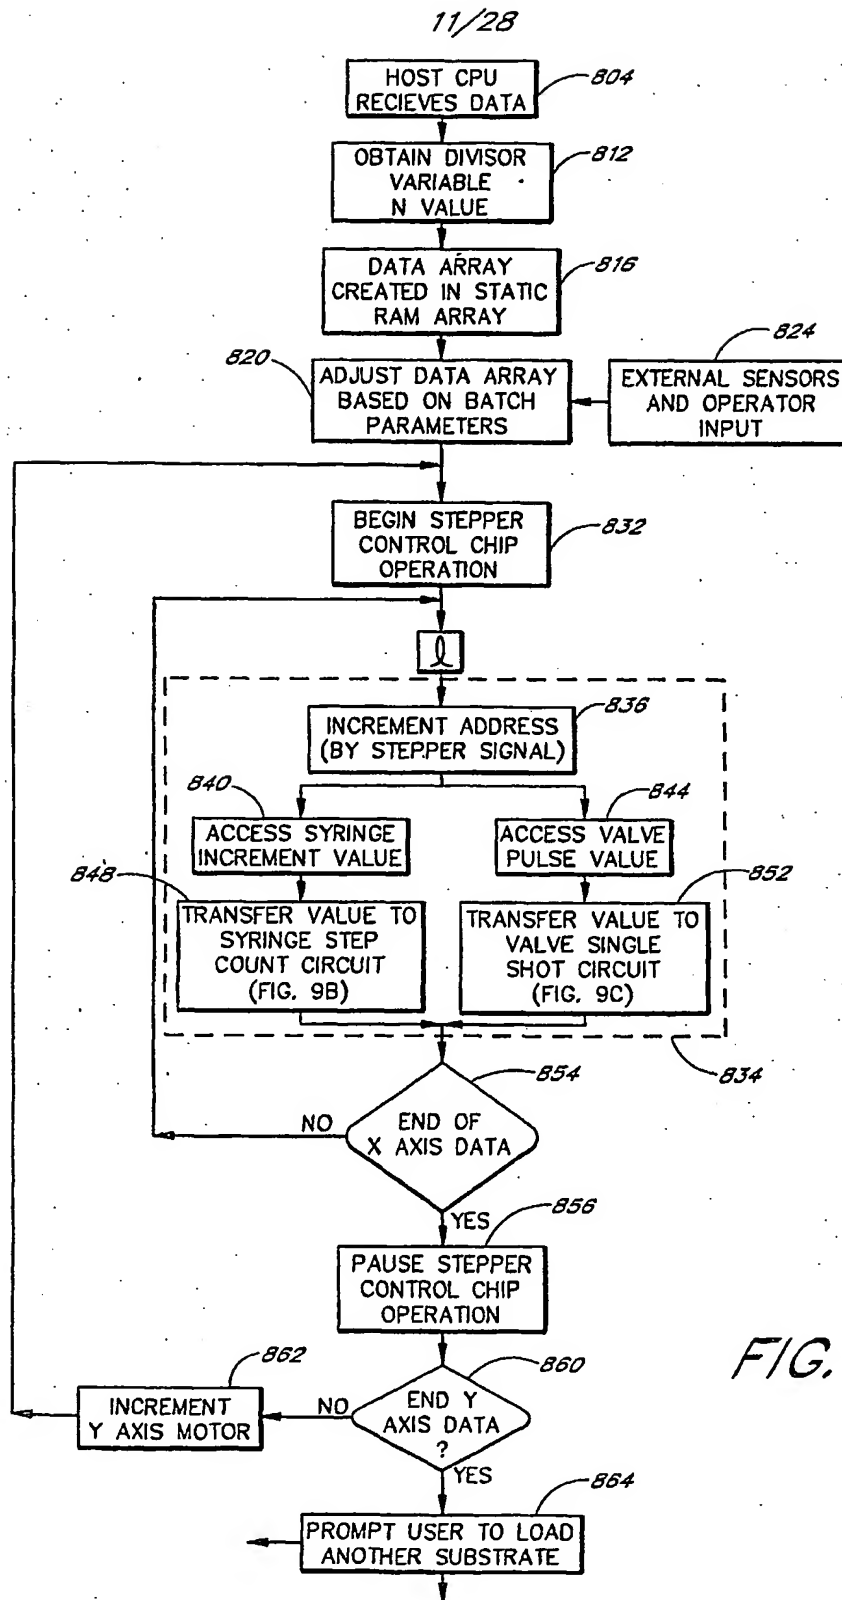 11/28
HOST CPU
RECIEVES DATA
804
OBTAIN DIVISOR
VARIABLE
N VALUE
812
DATA ARRAY
CREATED IN STATIC
RAM ARRAY
816
820
ADJUST DATA ARRAY
BASED ON BATCH
PARAMETERS
824
EXTERNAL SENSORS
AND OPERATOR
INPUT
BEGIN STEPPER
CONTROL CHIP
OPERATION
832
INCREMENT ADDRESS
(BY STEPPER SIGNAL)
836
840
ACCESS SYRINGE
INCREMENT VALUE
844
ACCESS VALVE
PULSE VALUE
848
TRANSFER VALUE TO
SYRINGE STEP
COUNT CIRCUIT
(FIG. 9B)
852
TRANSFER VALUE TO
VALVE SINGLE
SHOT CIRCUIT
(FIG. 9C)
834
854
END OF
X AXIS DATA
NO
YES
856
PAUSE STEPPER
CONTROL CHIP
OPERATION
860
END Y
AXIS DATA
?
NO
YES
862
INCREMENT
Y AXIS MOTOR
864
PROMPT USER TO LOAD
ANOTHER SUBSTRATE
FIG.